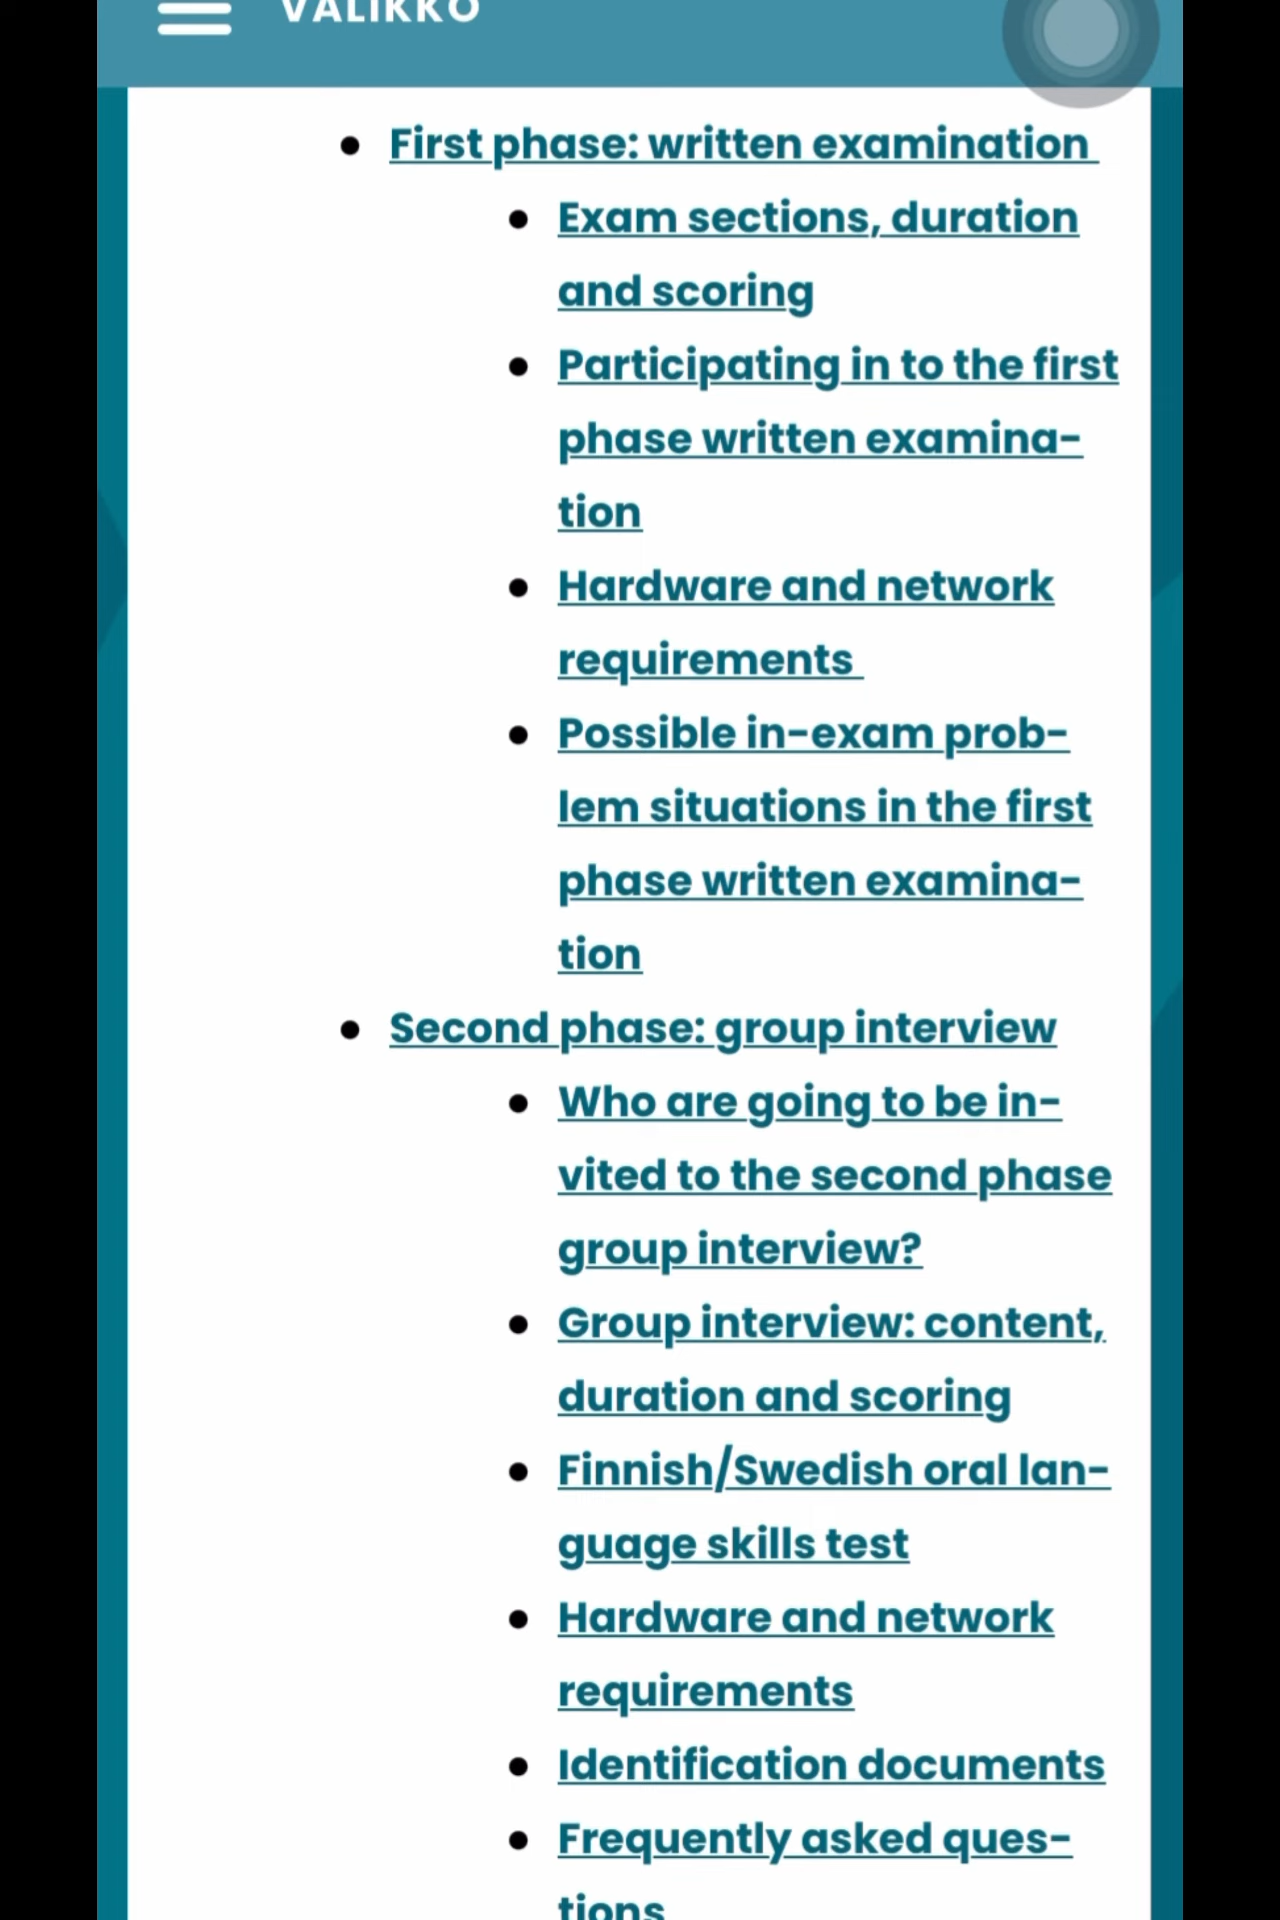 VALIKKO
First phase: written examination
Exam sections, duration
and scoring
Participating in to the first
phase written examina-
tion
Hardware and network
requirements
Possible in-exam prob-
lem situations in the first
phase written examina-
tion
Second phase: group interview
Who are going to be in-
vited to the second phase
group interview?
Group interview: content,
duration and scoring
Finnish/Swedish oral lan-
guage skills test
Hardware and network
requirements
Identification documents
Frequently asked ques-
tions